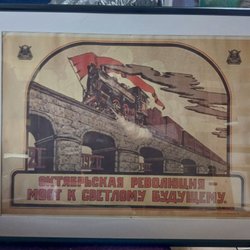 ОКТЯБРЬСКАЯ РЕВОЛЮЦИЯ –
МОСТ К СВЕТЛОМУ БУДУЩЕМУ.